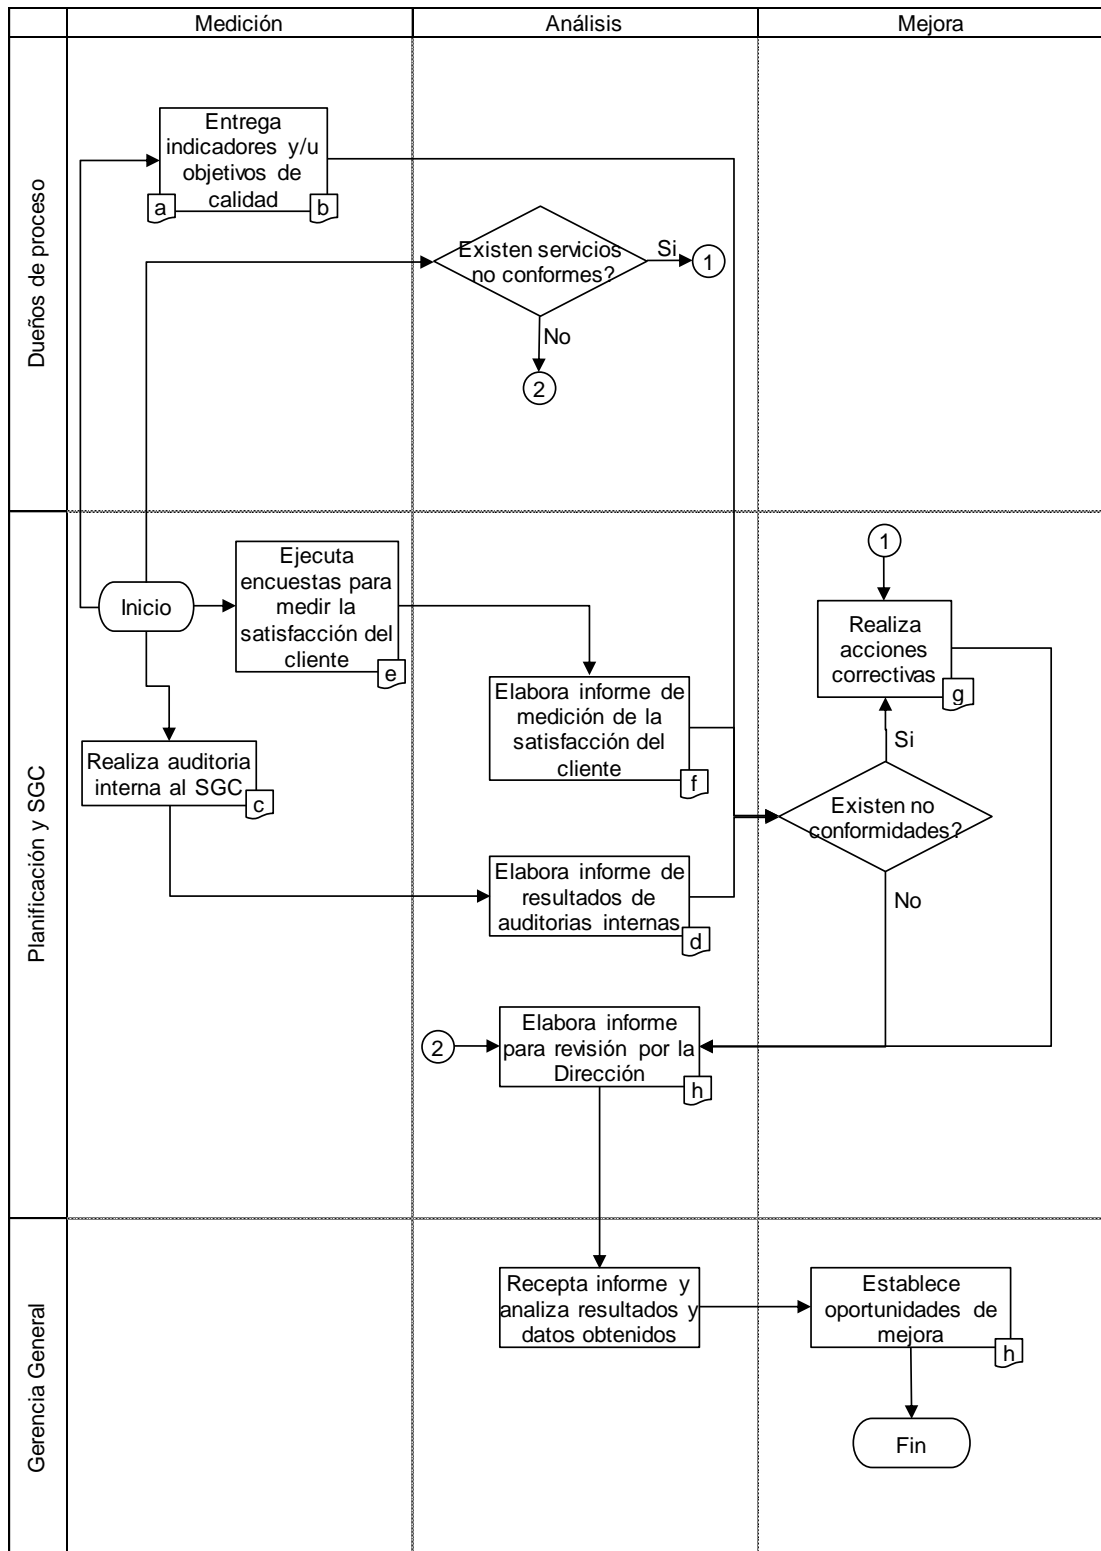 Medición
Análisis
Mejora
Dueños de proceso
Entrega
indicadores y/u
objetivos de
calidad
a
b
Existen servicios
no conformes?
Si
1
No
2
Planificación y SGC
Inicio
Ejecuta
encuestas para
medir la
satisfacción del
cliente
e
Realiza auditoria
interna al SGC
c
Elabora informe de
medición de la
satisfacción del
cliente
f
Elabora informe de
resultados de
auditorias internas
d
1
Realiza
acciones
correctivas
g
Si
Existen no
conformidades?
No
2
Elabora informe
para revisión por la
Dirección
h
Gerencia General
Recepta informe y
analiza resultados y
datos obtenidos
Establece
oportunidades de
mejora
h
Fin